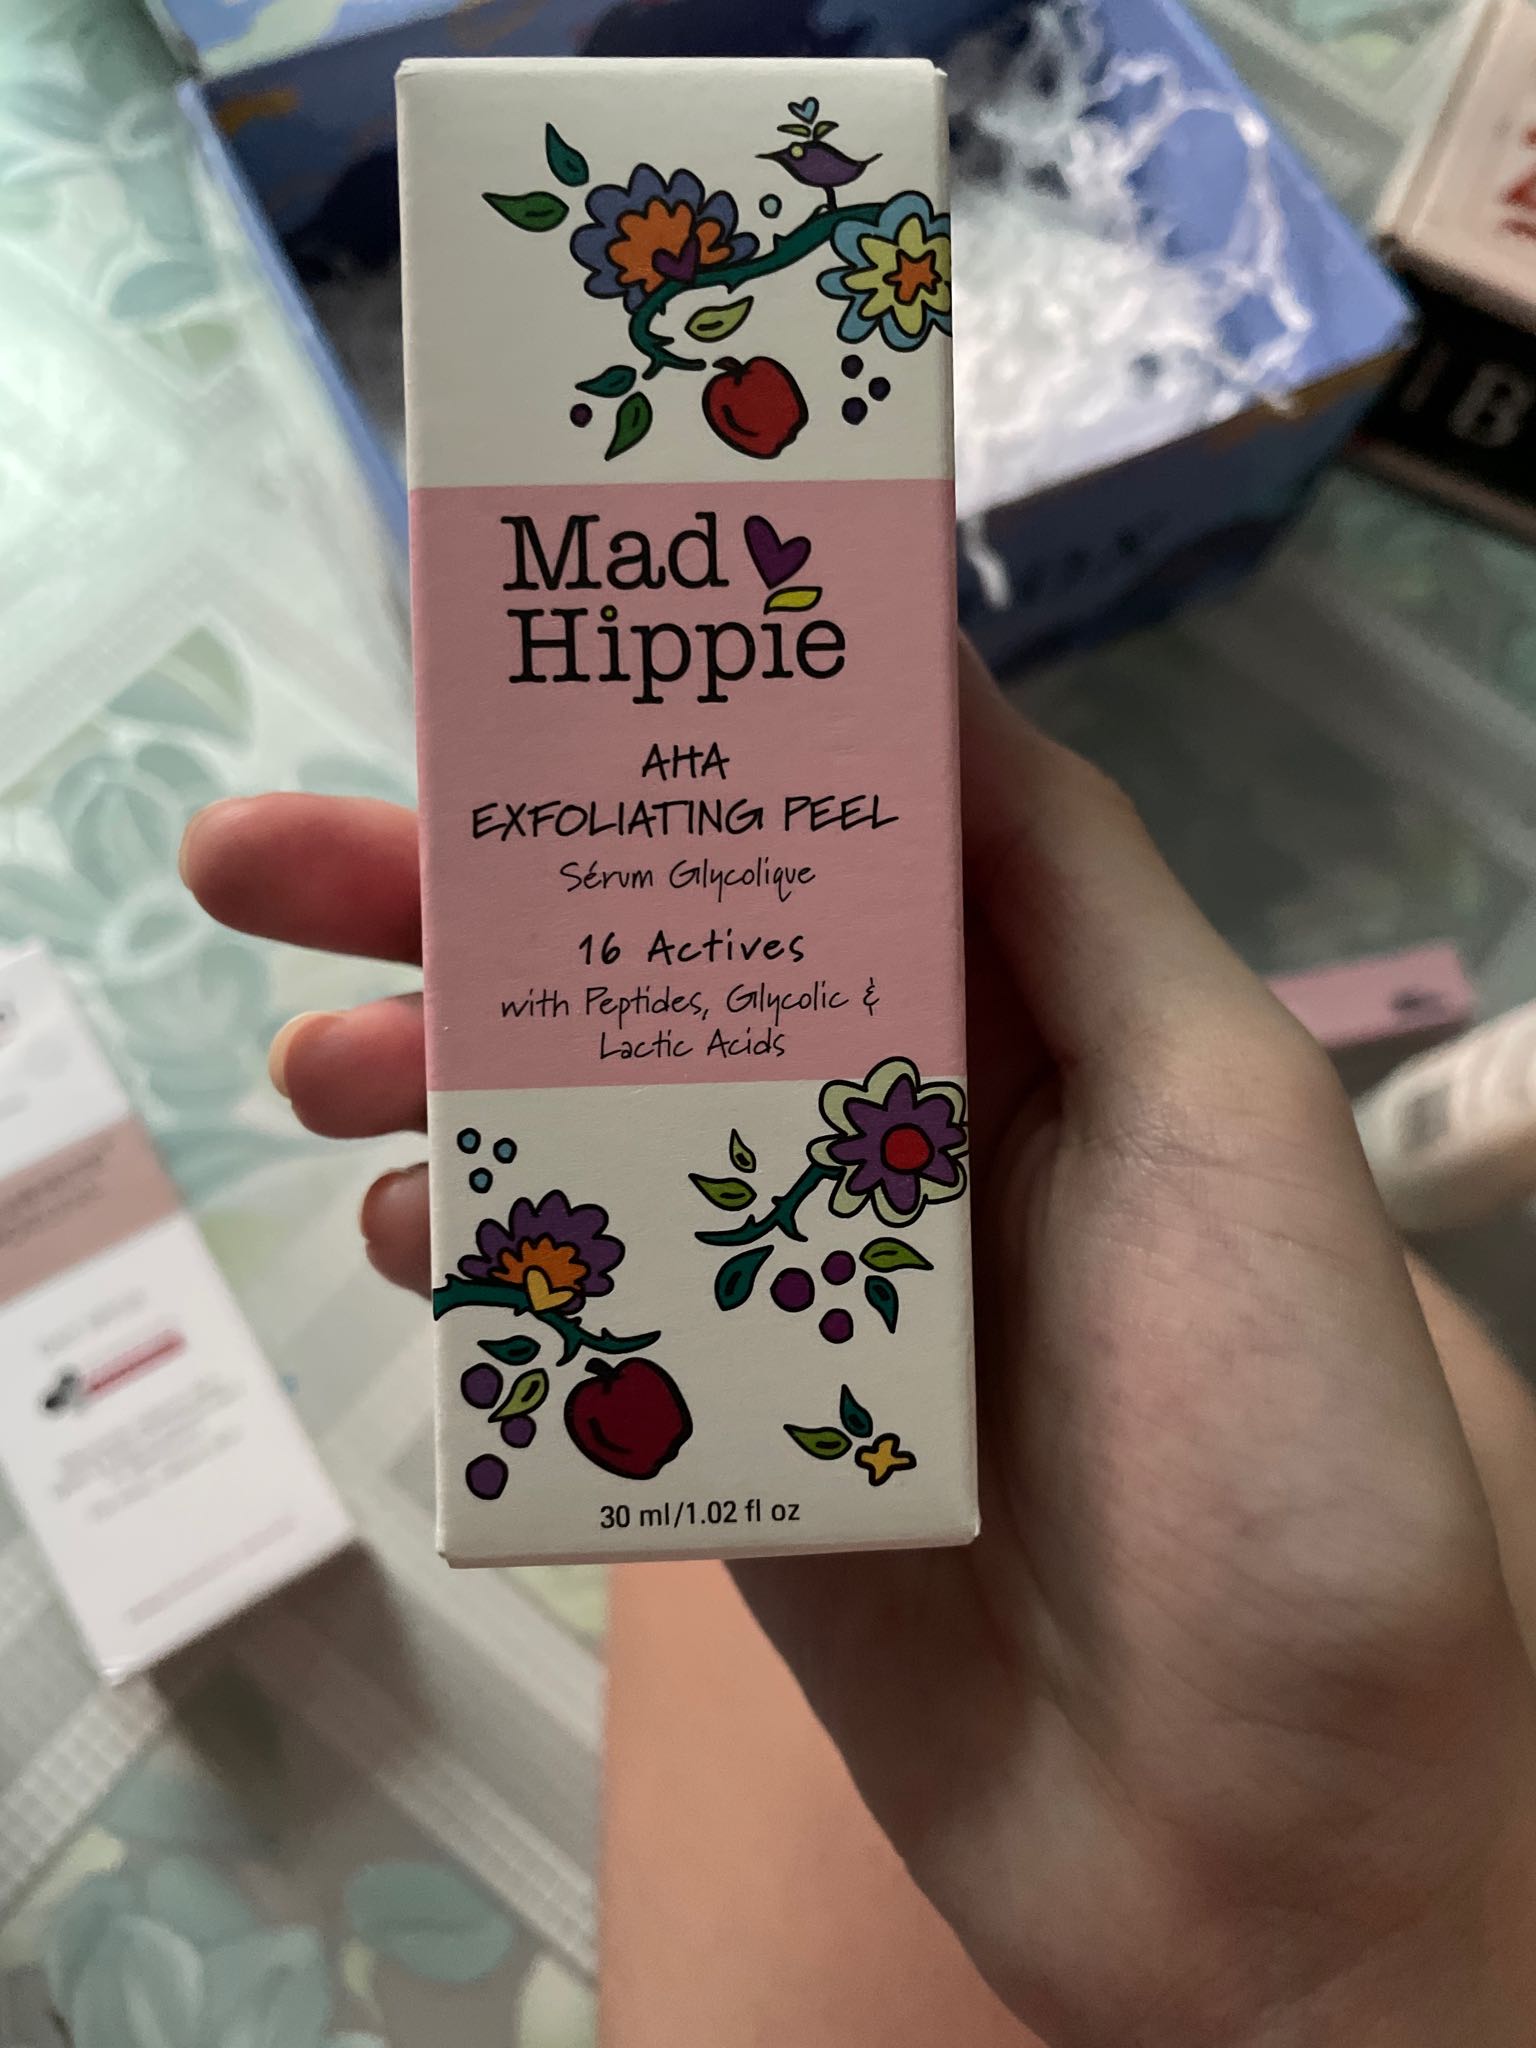 Mad
Hippie
AHA
EXFOLIATING PEEL
Sérum Glycolique
16 Actives
with Peptides, Glycolic &
Lactic Acids
30 ml/1.02 fl oz
IB